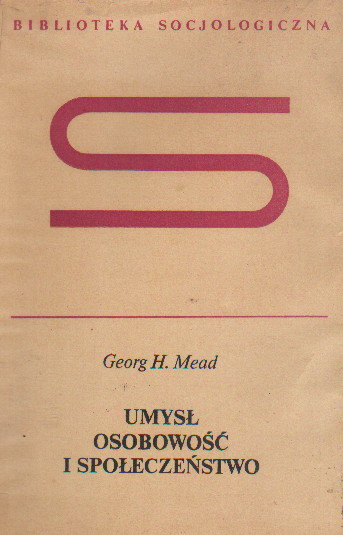 BIBLIOTEKA SOCJOLOGICZNA
Georg H. Mead
UMYSŁ
OSOBOWOŚĆ
I SPOŁECZEŃSTWO